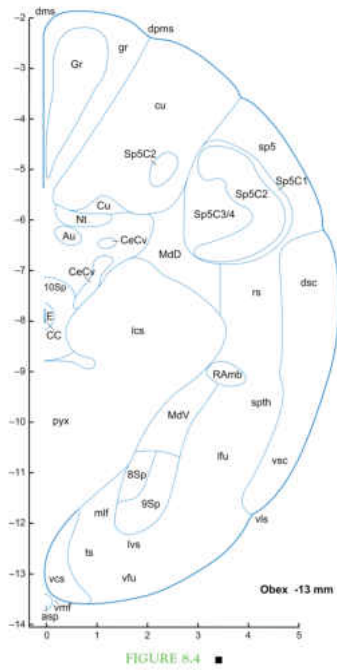 dms
-2
dpms
gr
Gr
-3
cu
-4
sp5
Sp5C2
-5
Sp5C1
Sp5C2
Cu
Sp5C3/4
-6
Nt
Au
CeCv
MdD
-7
CeCv
10Sp
rs
dsc
-8
E
lcs
CC
-9
RAmb
spth
-10
pyx
MdV
lfu
-11
8Sp
vsc
9Sp
mlf
-12
vls
ts
lvs
-13
vcs
vfu
Obex -13 mm
vmf
asp
-14
0 1 2 3 4 5
FIGURE 8.4 ■